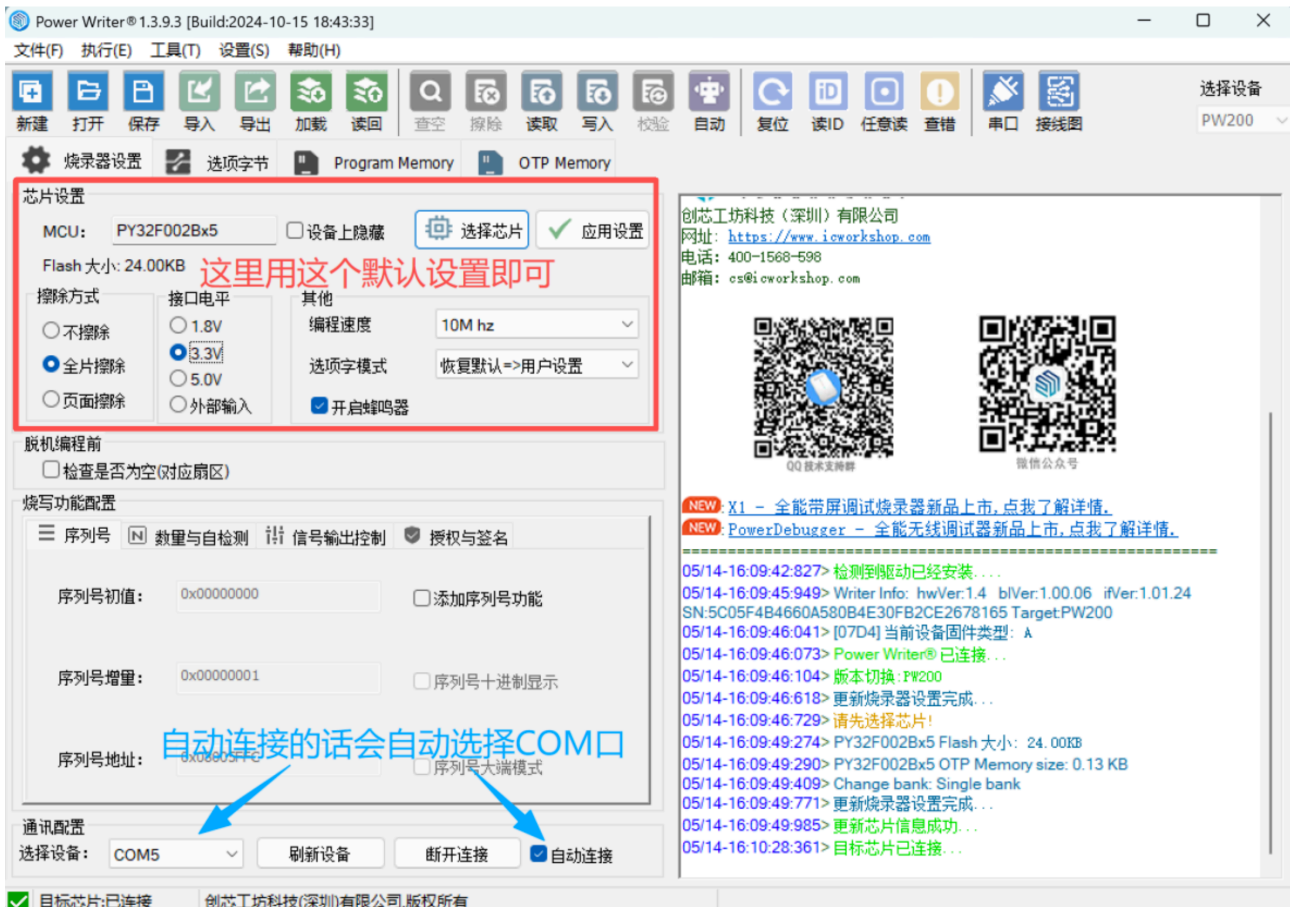 Power Writer® 1.3.9.3 [Build:2024-10-15 18:43:33]
文件(F) 执行(E) 工具(T) 设置(S) 帮助(H)
新建 打开 保存 导入 导出 加载 读回 查空 擦除 读取 写入 校验 自动 复位 读ID 任意读 查错 串口 接线图
选择设备
PW200
烧录器设置 选项字节 Program Memory OTP Memory
芯片设置
MCU: PY32F002Bx5 设备上隐藏 选择芯片 应用设置
Flash 大小: 24.00KB
这里用这个默认设置即可
擦除方式
不擦除
全片擦除
页面擦除
接口电平
1.8V
3.3V
5.0V
外部输入
其他
编程速度 10M hz
选项字模式 恢复默认=>用户设置
开启蜂鸣器
脱机编程前
检查是否为空(对应扇区)
烧写功能配置
序列号 数量与自检测 信号输出控制 授权与签名
序列号初值: 0x00000000 添加序列号功能
序列号增量: 0x00000001 序列号十进制显示
自动连接的话会自动选择COM口
序列号地址: 0x08005FFC 序列号大端模式
通讯配置
选择设备: COM5 刷新设备 断开连接 自动连接
创芯工坊科技（深圳）有限公司
网址: https://www.icworkshop.com
电话: 400-1568-598
邮箱: cs@icworkshop.com
QQ技术支持群 微信公众号
NEW: X1 - 全能带屏调试烧录器新品上市,点我了解详情.
NEW: PowerDebugger - 全能无线调试器新品上市,点我了解详情.
==========================================================
05/14-16:09:42:827> 检测到驱动已经安装....
05/14-16:09:45:949> Writer Info: hwVer:1.4 blVer:1.00.06 ifVer:1.01.24
SN:5C05F4B4660A580B4E30FB2CE2678165 Target:PW200
05/14-16:09:46:041> [07D4] 当前设备固件类型: A
05/14-16:09:46:073> Power Writer® 已连接...
05/14-16:09:46:104> 版本切换:PW200
05/14-16:09:46:618> 更新烧录器设置完成...
05/14-16:09:46:729> 请先选择芯片!
05/14-16:09:49:274> PY32F002Bx5 Flash 大小: 24.00KB
05/14-16:09:49:290> PY32F002Bx5 OTP Memory size: 0.13 KB
05/14-16:09:49:409> Change bank: Single bank
05/14-16:09:49:771> 更新烧录器设置完成...
05/14-16:09:49:985> 更新芯片信息成功...
05/14-16:10:28:361> 目标芯片已连接...
目标芯片:已连接 创芯工坊科技(深圳)有限公司.版权所有